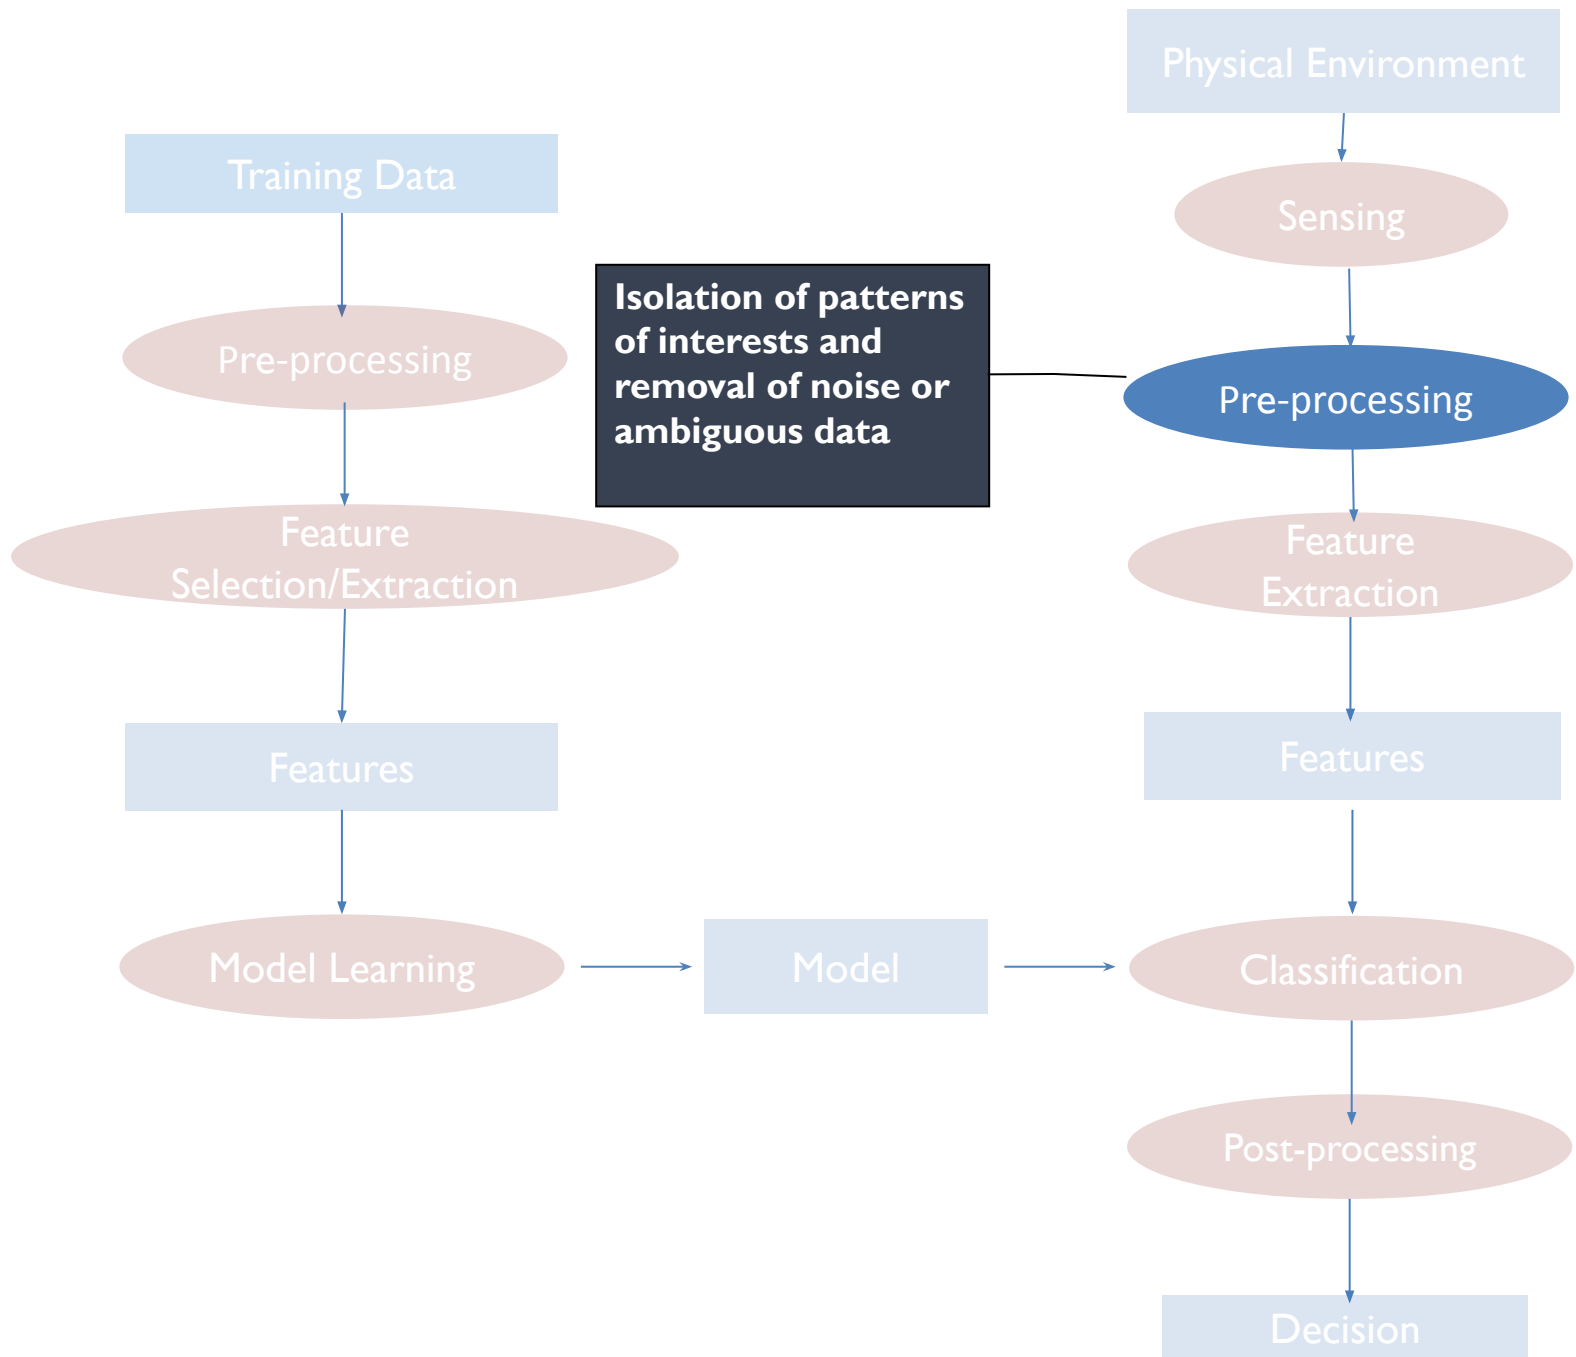 Physical Environment
Training Data
Sensing
Isolation of patterns
of interests and
removal of noise or
ambiguous data
Pre-processing
Pre-processing
Feature
Selection/Extraction
Feature
Extraction
Features
Features
Model Learning
Model
Classification
Post-processing
Decision